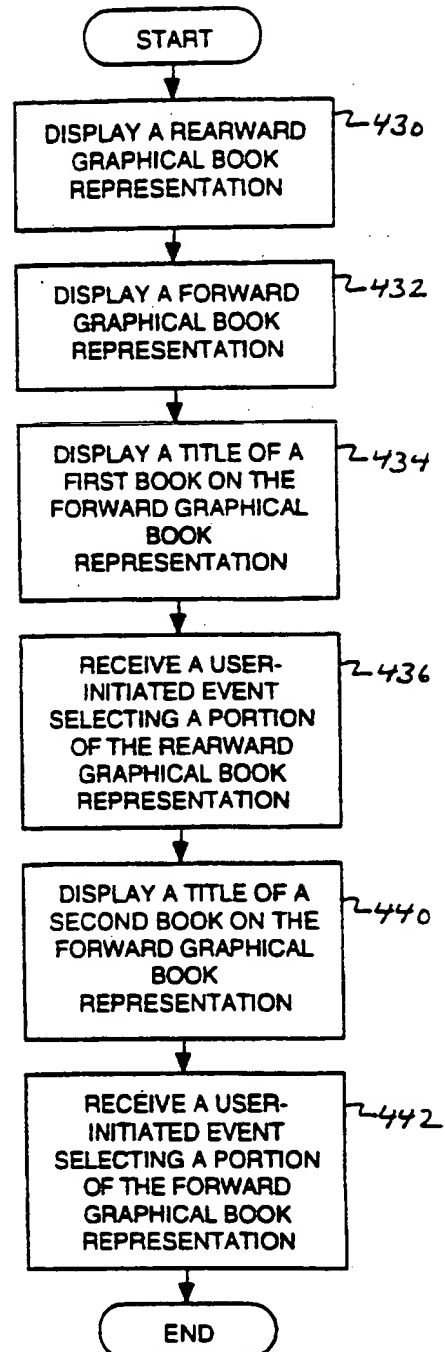 START
DISPLAY A REARWARD
GRAPHICAL BOOK
REPRESENTATION
430
DISPLAY A FORWARD
GRAPHICAL BOOK
REPRESENTATION
432
DISPLAY A TITLE OF A
FIRST BOOK ON THE
FORWARD GRAPHICAL
BOOK
REPRESENTATION
434
RECEIVE A USER-
INITIATED EVENT
SELECTING A PORTION
OF THE REARWARD
GRAPHICAL BOOK
REPRESENTATION
436
DISPLAY A TITLE OF A
SECOND BOOK ON THE
FORWARD GRAPHICAL
BOOK
REPRESENTATION
440
RECEIVE A USER-
INITIATED EVENT
SELECTING A PORTION
OF THE FORWARD
GRAPHICAL BOOK
REPRESENTATION
442
END